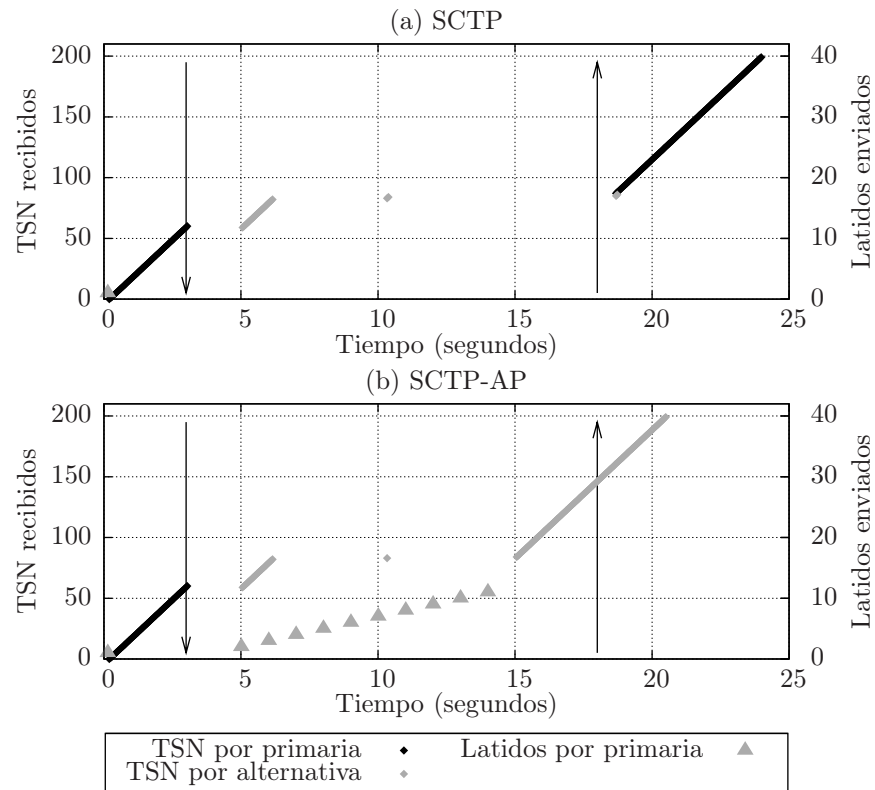 (a) SCTP
TSN recibidos
Latidos enviados
200
150
100
50
0
40
30
20
10
0
0 5 10 15 20 25
Tiempo (segundos)
(b) SCTP-AP
TSN recibidos
Latidos enviados
200
150
100
50
0
40
30
20
10
0
0 5 10 15 20 25
Tiempo (segundos)
TSN por primaria
TSN por alternativa
Latidos por primaria